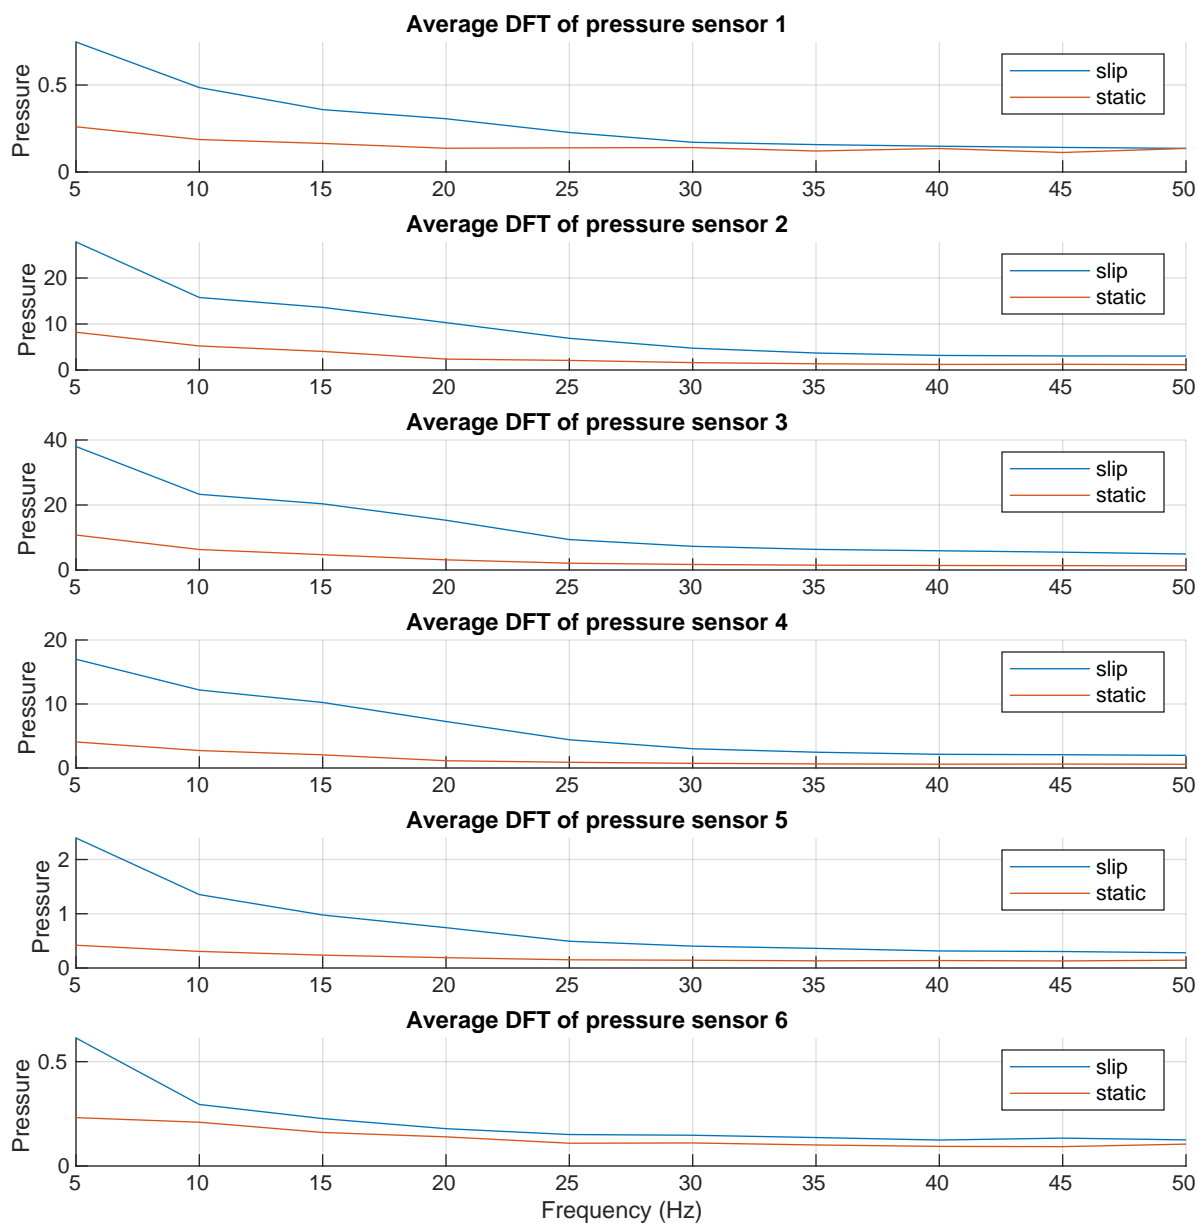 Average DFT of pressure sensor 1
Pressure
0.5
0
slip
static
5 10 15 20 25 30 35 40 45 50
Average DFT of pressure sensor 2
Pressure
20
10
0
slip
static
5 10 15 20 25 30 35 40 45 50
Average DFT of pressure sensor 3
Pressure
40
20
0
slip
static
5 10 15 20 25 30 35 40 45 50
Average DFT of pressure sensor 4
Pressure
20
10
0
slip
static
5 10 15 20 25 30 35 40 45 50
Average DFT of pressure sensor 5
Pressure
2
1
0
slip
static
5 10 15 20 25 30 35 40 45 50
Average DFT of pressure sensor 6
Pressure
0.5
0
slip
static
5 10 15 20 25 30 35 40 45 50
Frequency (Hz)